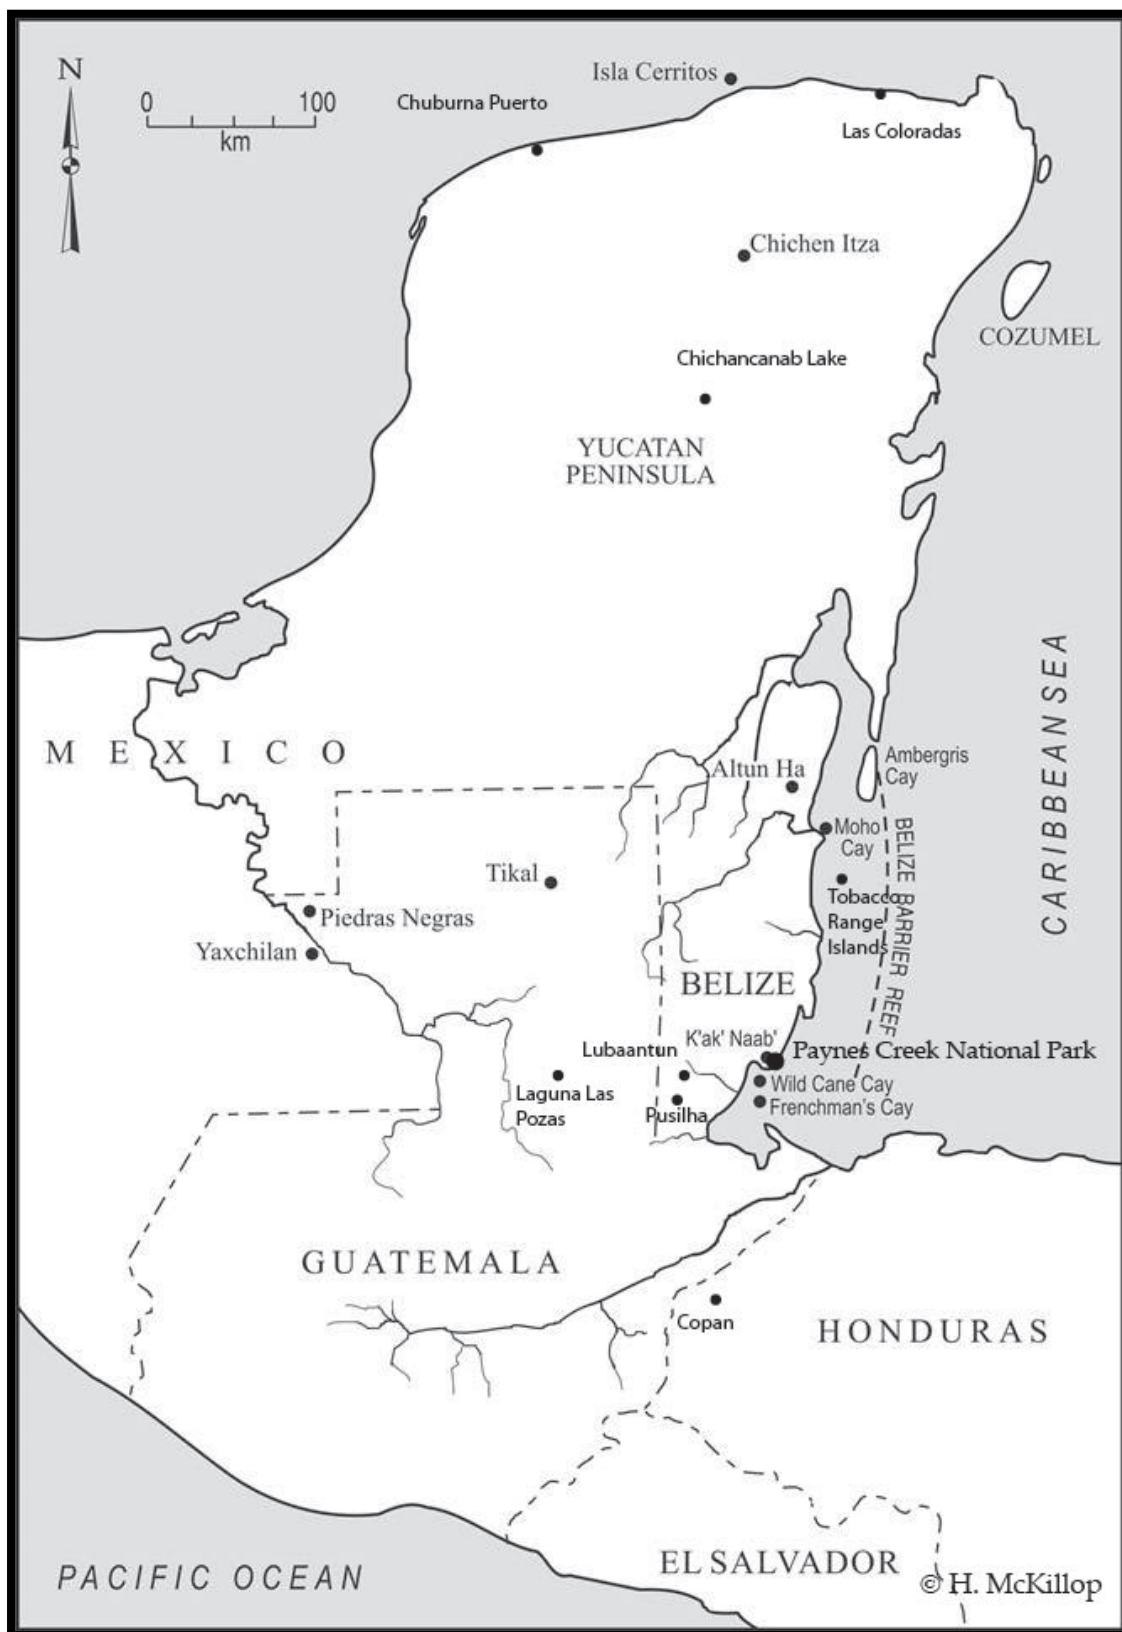 N
0 100
km
Isla Cerritos
Chuburna Puerto
Las Coloradas
Chichen Itza
COZUMEL
Chichancanab Lake
YUCATAN
PENINSULA
CARIBBEAN SEA
MEXICO
Altun Ha
Ambergris
Cay
Moho
Cay
BELIZE BARRIER REEF
Tikal
Tobacco
Range
Islands
Piedras Negras
Yaxchilan
BELIZE
K'ak' Naab'
Lubaantun
Paynes Creek National Park
Wild Cane Cay
Laguna Las
Pozas
Pusilha
Frenchman's Cay
GUATEMALA
Copan
HONDURAS
EL SALVADOR
PACIFIC OCEAN
© H. McKillop